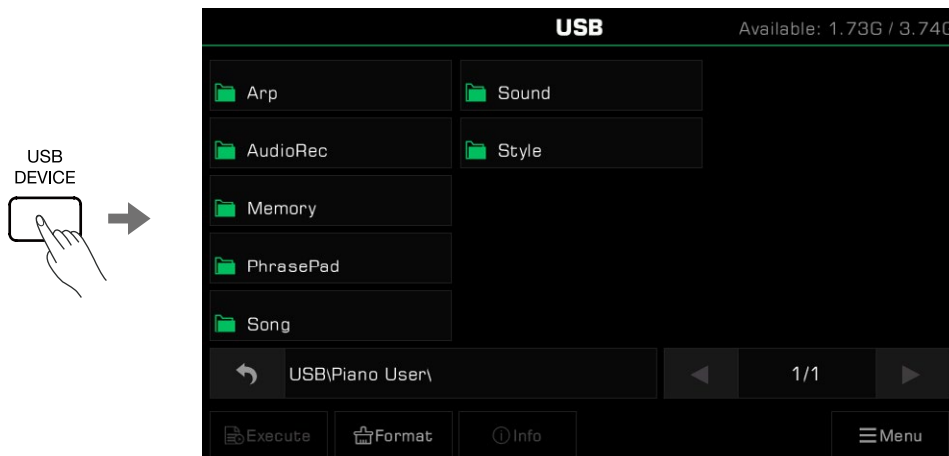 USB
DEVICE
USB
Available: 1.73G / 3.74G
Arp
Sound
AudioRec
Style
Memory
PhrasePad
Song
USB\Piano User\
1/1
Execute
Format
Info
Menu